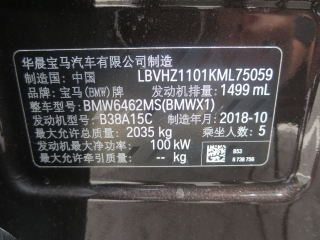 华晨宝马汽车有限公司制造
制造国：中国 LBVHZ1101KML75059
品牌：宝马(BMW)牌 发动机排量：1499 mL
整车型号：BMW6462MS(BMWX1)
发动机型号：B38A15C 制造年月：2018-10
最大允许总质量：2035 kg 乘坐人数：5
发动机最大净功率：100 kW
最大允许牵引质量：-- kg
853
8 738 750